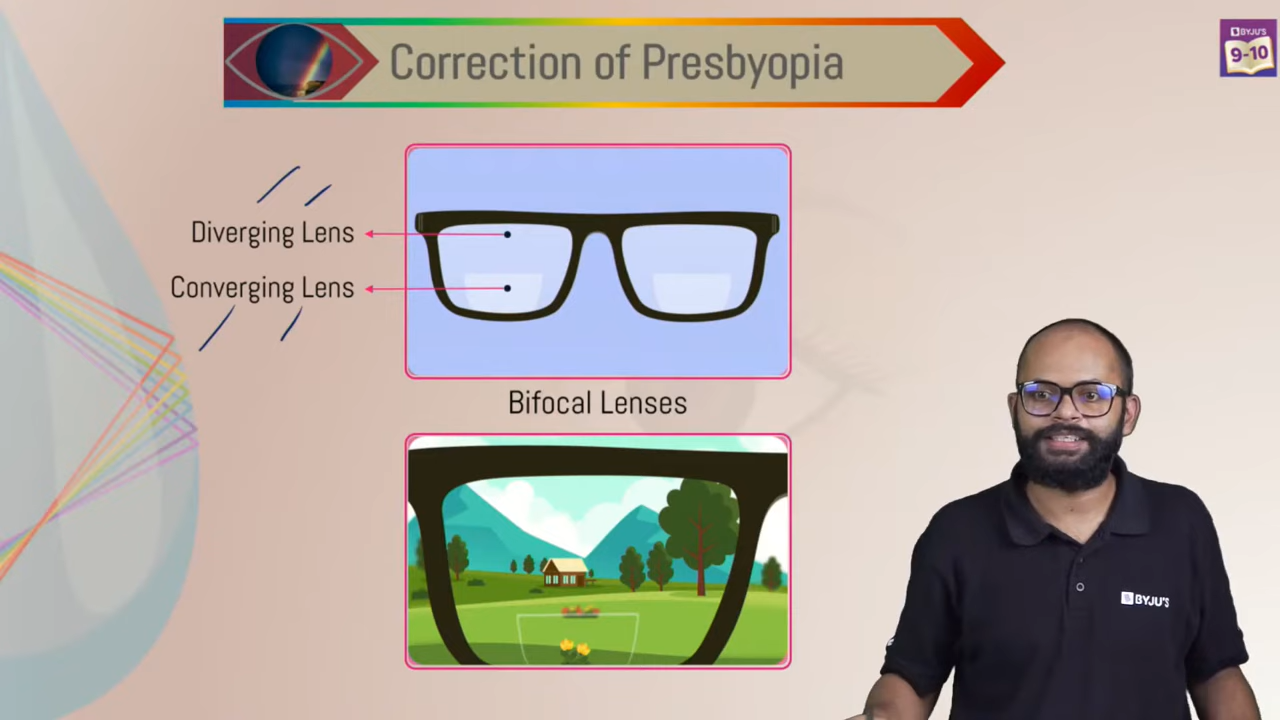 Correction of Presbyopia
BYJU'S
9-10
Diverging Lens
Converging Lens
Bifocal Lenses
BYJU'S